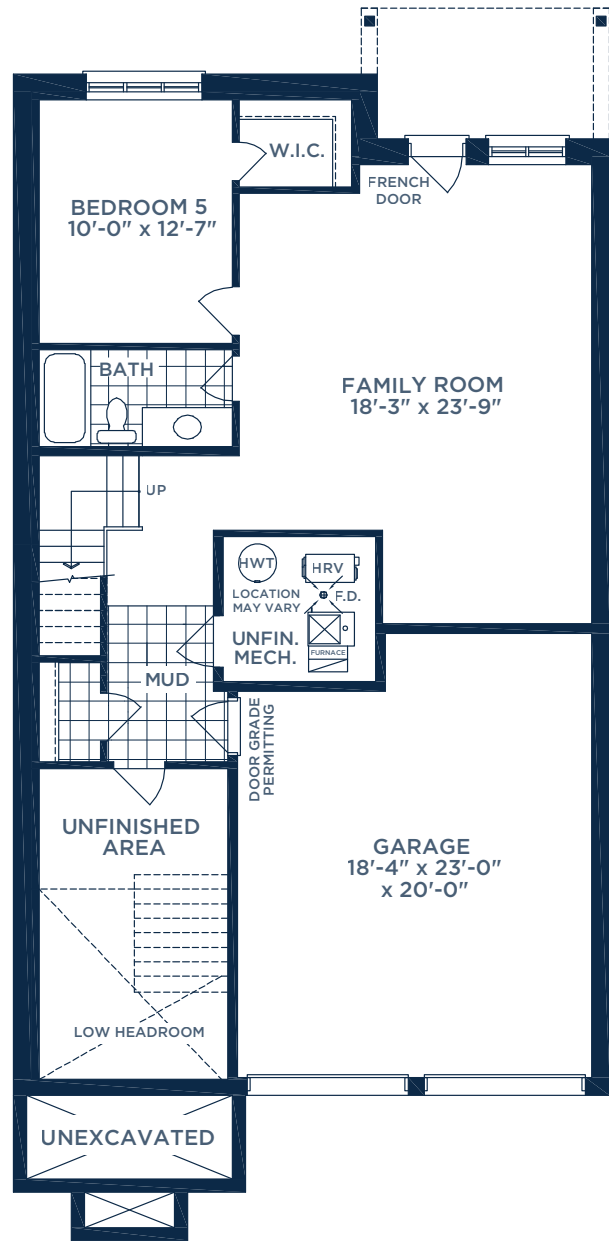 W.I.C.
FRENCH
DOOR
BEDROOM 5
10'-0" x 12'-7"
BATH
FAMILY ROOM
18'-3" x 23'-9"
UP
HWT
HRV
LOCATION
MAY VARY
F.D.
UNFIN.
MECH.
FURNACE
MUD
DOOR GRADE
PERMITTING
UNFINISHED
AREA
GARAGE
18'-4" x 23'-0"
x 20'-0"
LOW HEADROOM
UNEXCAVATED